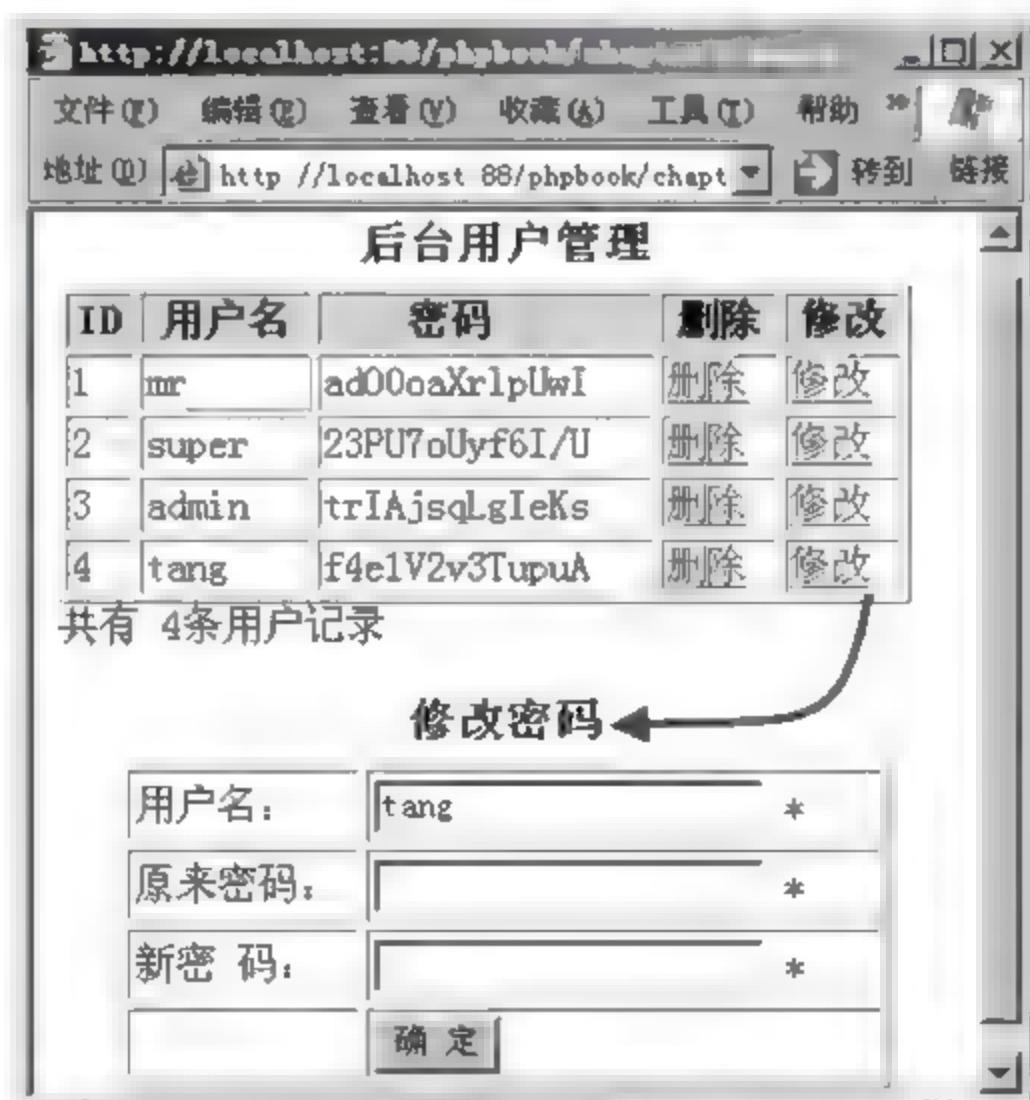 http://localhost:88/phpbook/
文件(F) 编辑(E) 查看(V) 收藏(A) 工具(T) 帮助 »
地址(D) http //localhost 88/phpbook/chapt 转到 链接
后台用户管理
ID 用户名 密码 删除 修改
1 mr adO0oaXrlpUwI 删除 修改
2 super 23PU7oUyf6I/U 删除 修改
3 admin trIAjsqLgIeKs 删除 修改
4 tang f4e1V2v3TupuA 删除 修改
共有 4条用户记录
修改密码
用户名: tang *
原来密码: *
新密 码: *
确 定